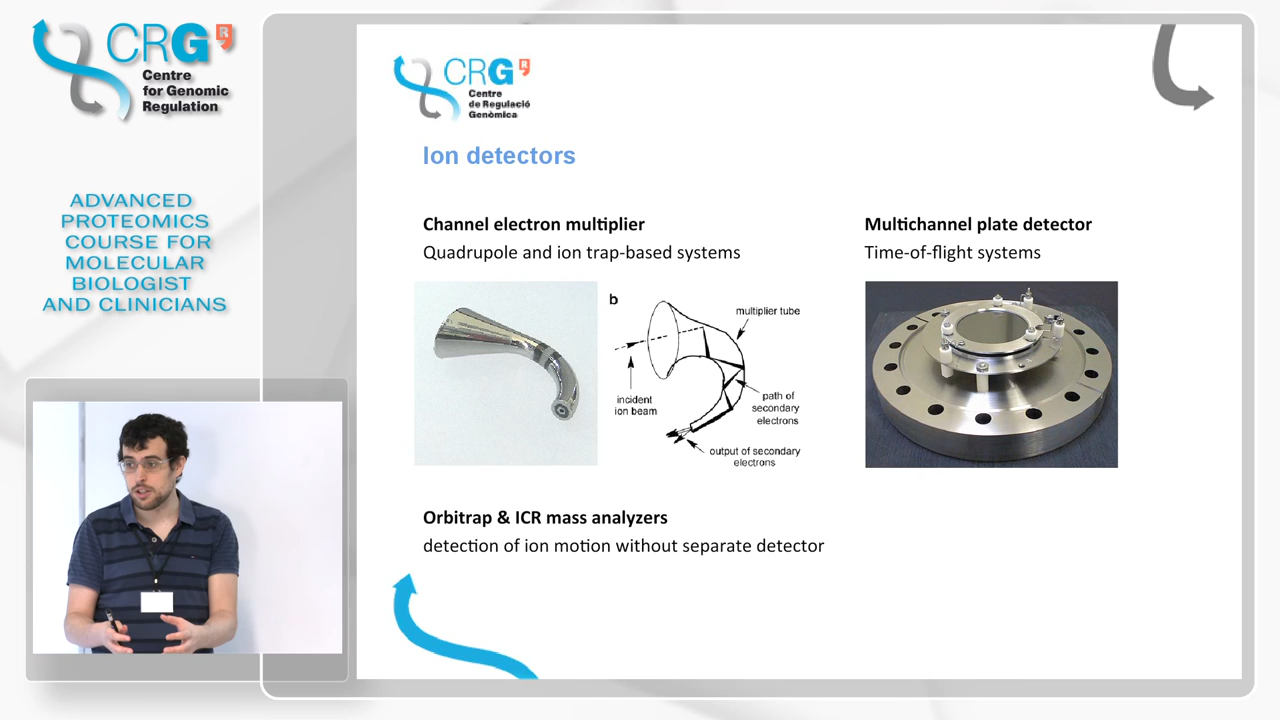 CRG R
Centre
for Genomic
Regulation
ADVANCED
PROTEOMICS
COURSE FOR
MOLECULAR
BIOLOGIST
AND CLINICIANS
CRG R
Centre
de Regulació
Genòmica
Ion detectors
Channel electron multiplier
Quadrupole and ion trap-based systems
b
multiplier tube
incident
ion beam
path of
secondary
electrons
output of secondary
electrons
Multichannel plate detector
Time-of-flight systems
Orbitrap & ICR mass analyzers
detection of ion motion without separate detector